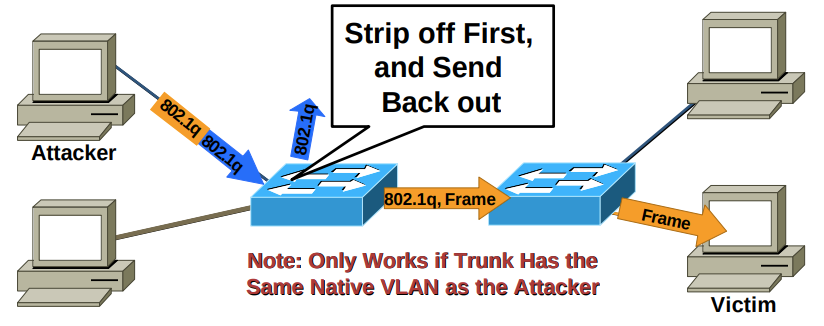 Strip off First,
and Send
Back out
Attacker
802.1q
802.1q
802.1q
802.1q, Frame
Frame
Note: Only Works if Trunk Has the
Same Native VLAN as the Attacker
Victim